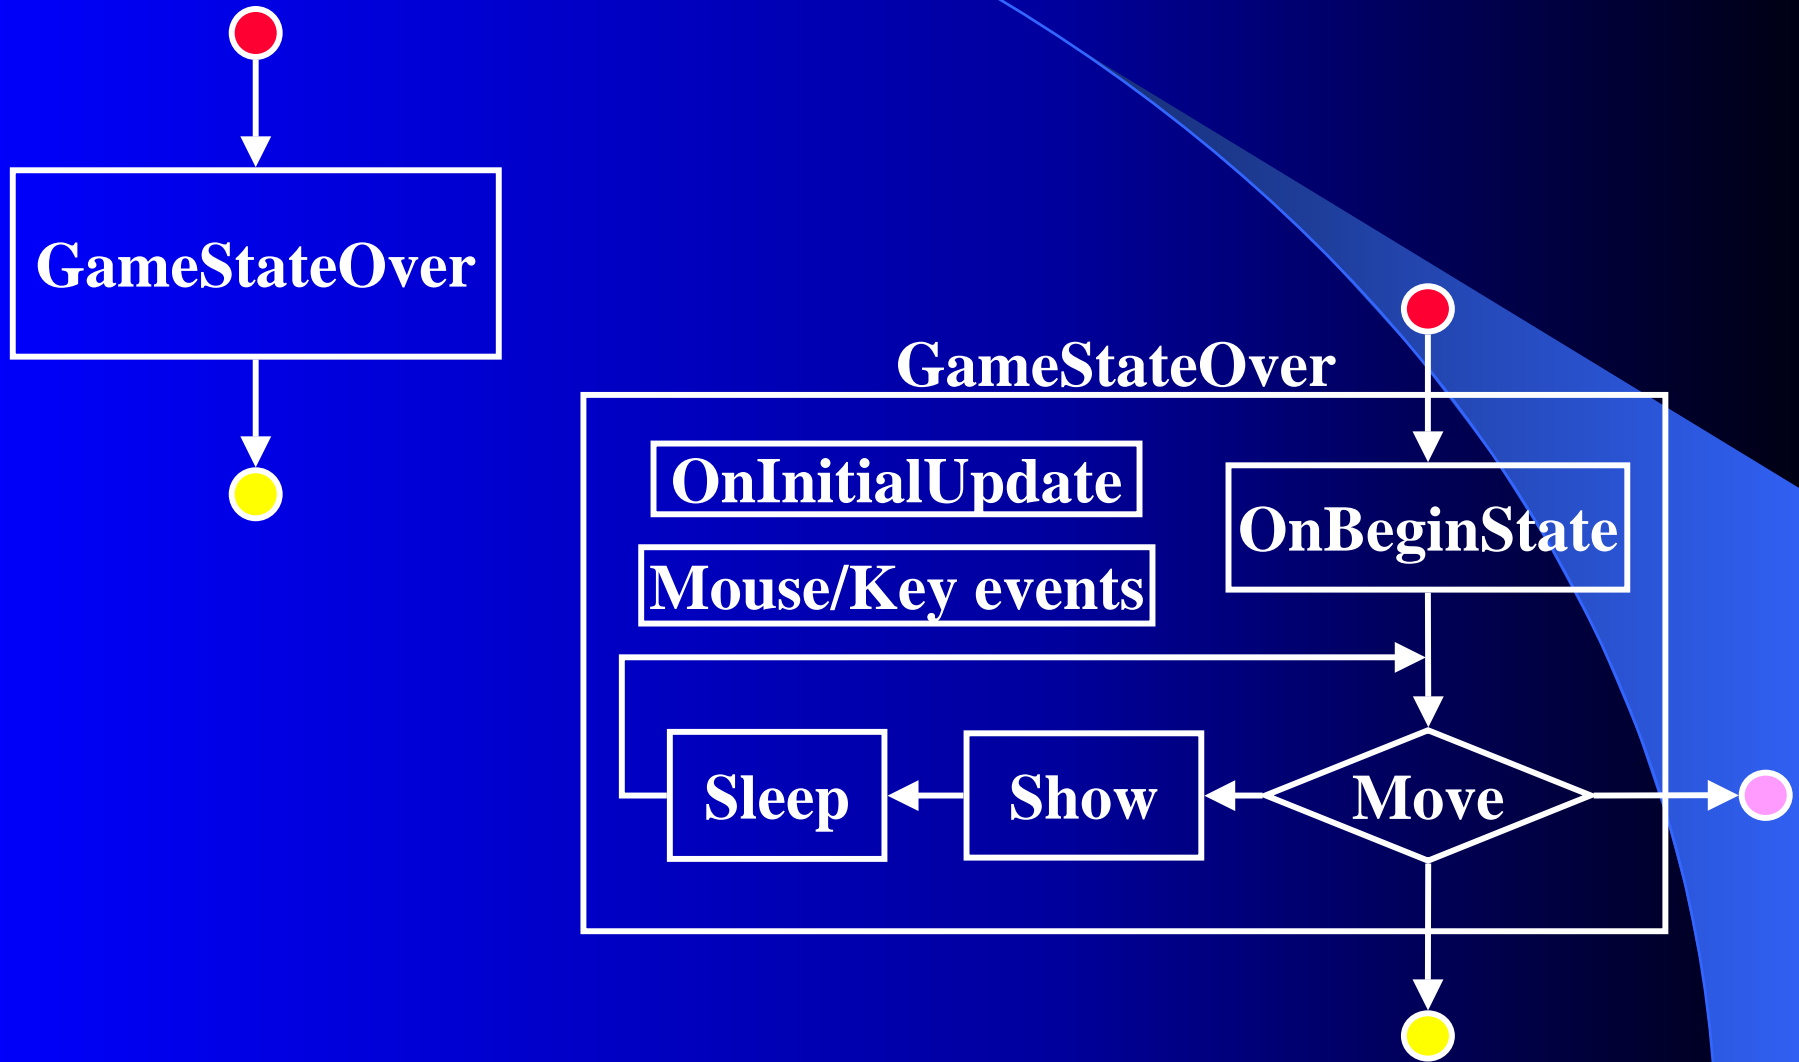 GameStateOver
GameStateOver
OnInitialUpdate
OnBeginState
Mouse/Key events
Sleep
Show
Move